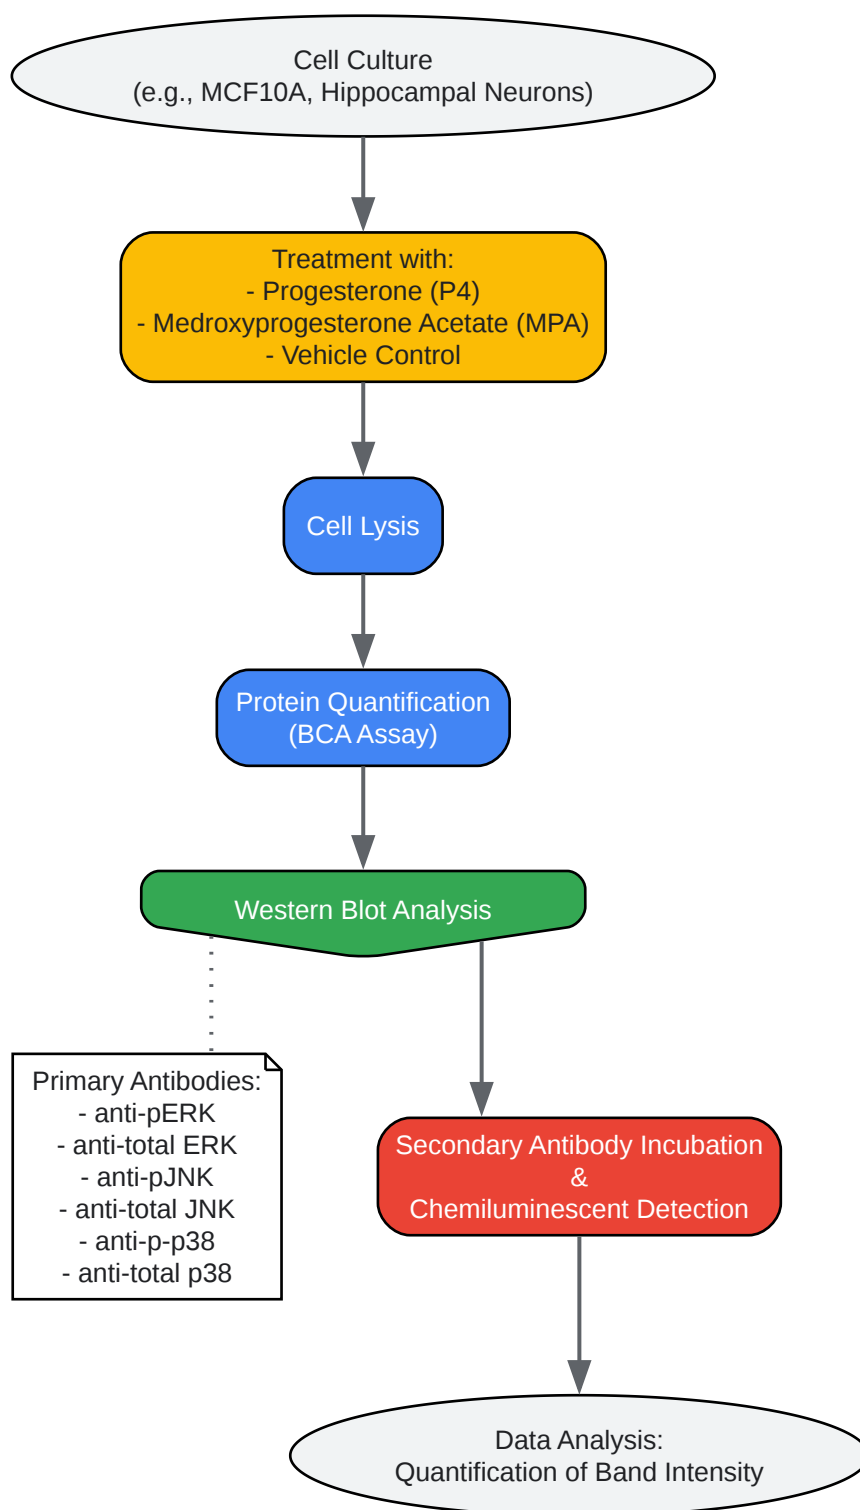 Cell Culture
(e.g., MCF10A, Hippocampal Neurons)
Treatment with:
- Progesterone (P4)
- Medroxyprogesterone Acetate (MPA)
- Vehicle Control
Cell Lysis
Protein Quantification
(BCA Assay)
Western Blot Analysis
Primary Antibodies:
- anti-pERK
- anti-total ERK
- anti-pJNK
- anti-total JNK
- anti-p-p38
- anti-total p38
Secondary Antibody Incubation
&
Chemiluminescent Detection
Data Analysis:
Quantification of Band Intensity